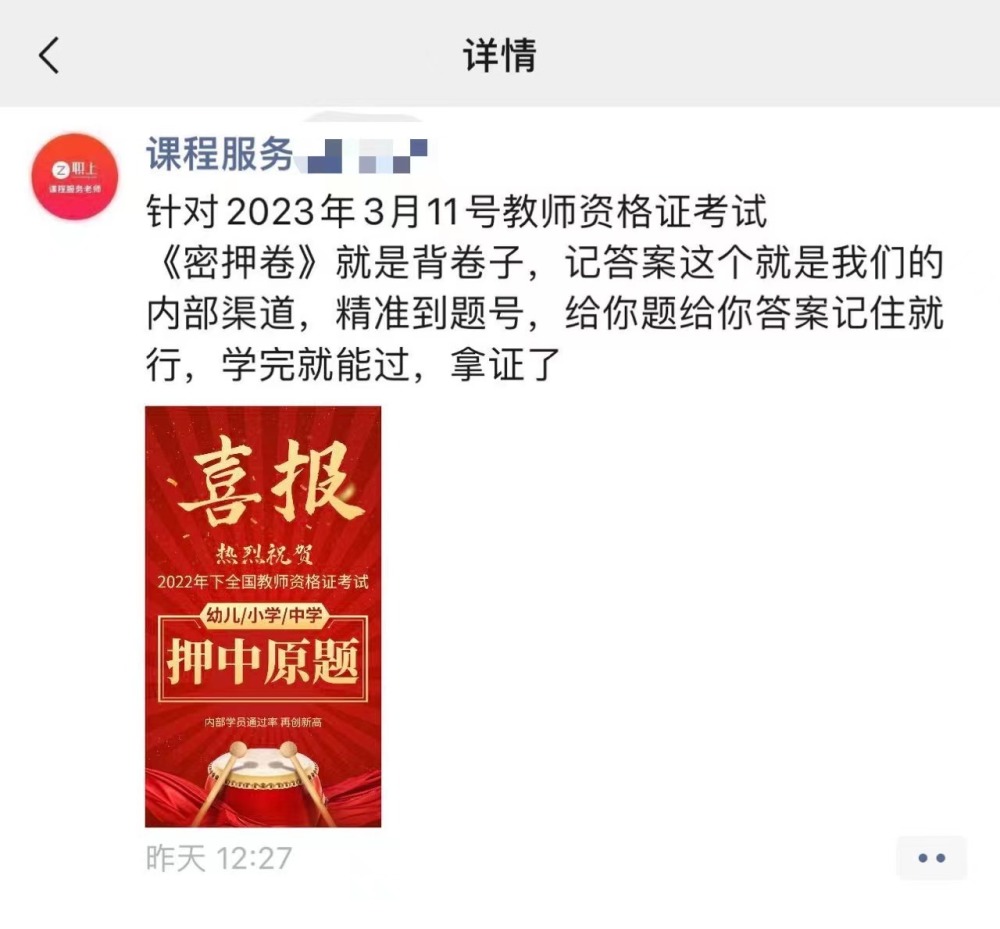 详情
课程服务
Z职上
课程服务老师
针对2023年3月11号教师资格证考试
《密押卷》就是背卷子，记答案这个就是我们的
内部渠道，精准到题号，给你题给你答案记住就
行，学完就能过，拿证了
喜报
热烈祝贺
2022年下全国教师资格证考试
幼儿/小学/中学
押中原题
内部学员通过率 再创新高
昨天 12:27